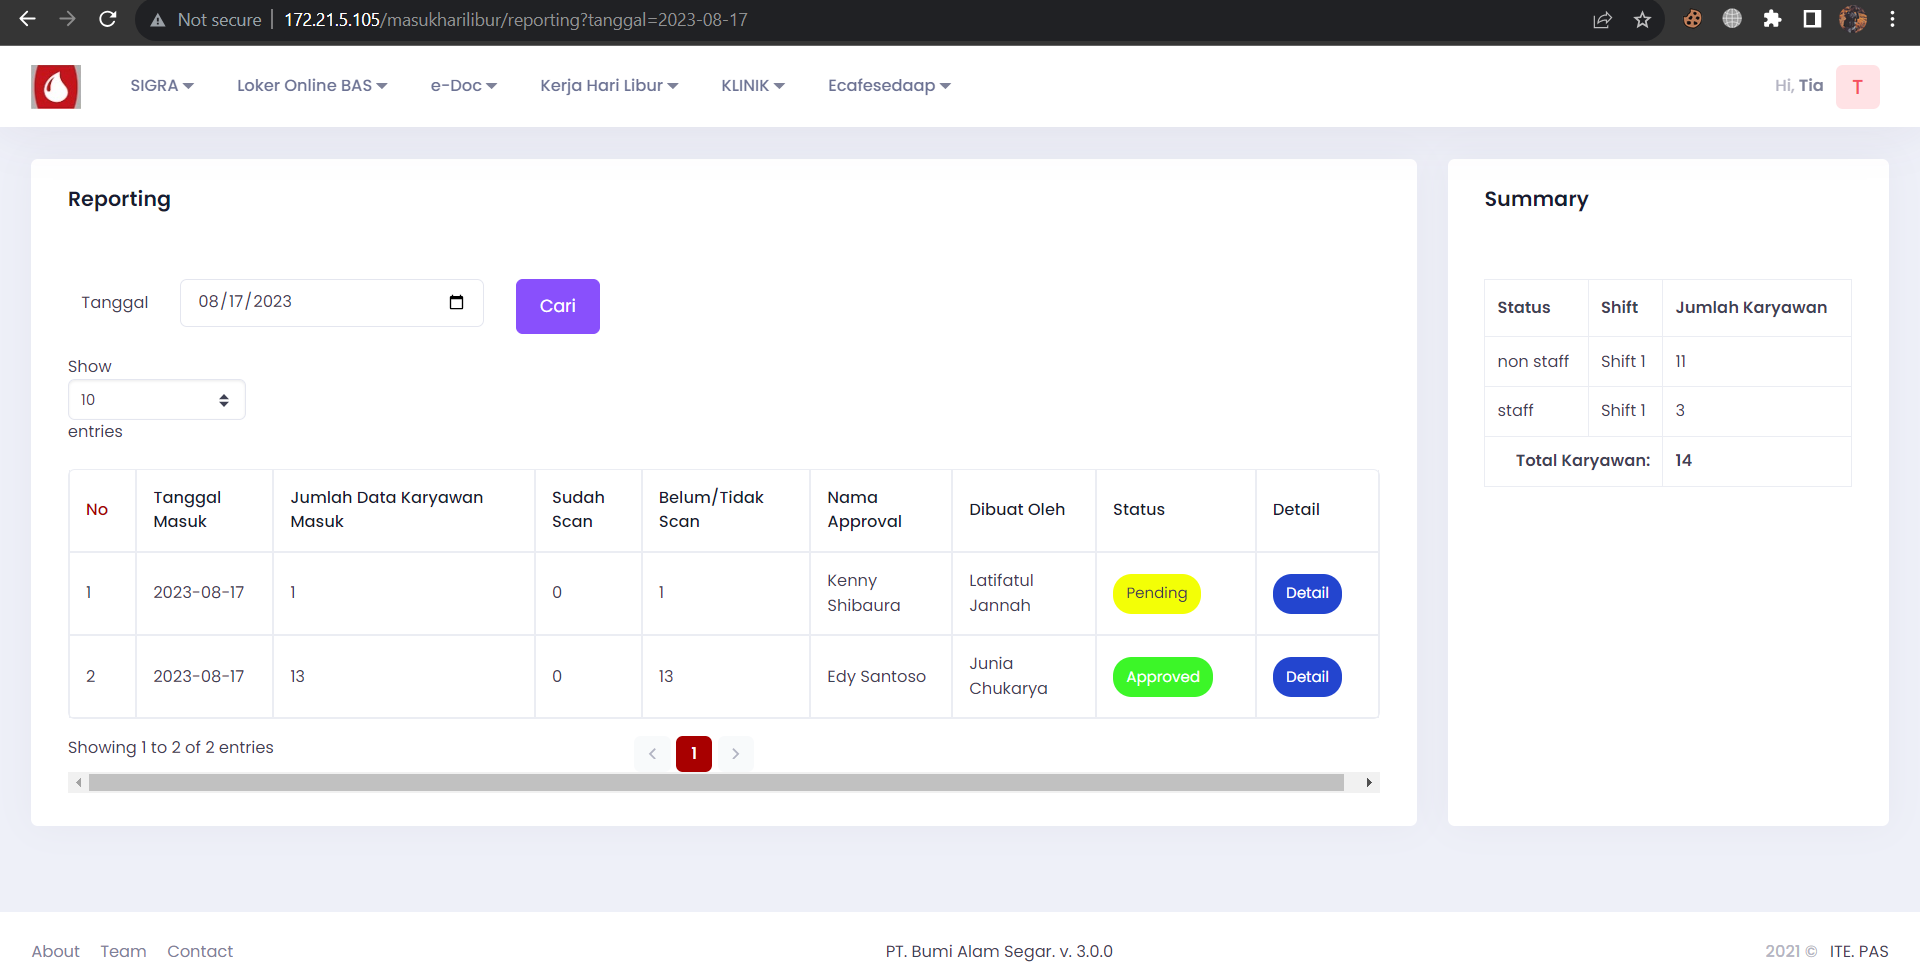 Not secure | 172.21.5.105/masukharilibur/reporting?tanggal=2023-08-17
SIGRA Loker Online BAS e-Doc Kerja Hari Libur KLINIK Ecafesedaap Hi, Tia T
Reporting
Tanggal 08/17/2023 Cari
Show
10
entries
No Tanggal Masuk Jumlah Data Karyawan Masuk Sudah Scan Belum/Tidak Scan Nama Approval Dibuat Oleh Status Detail
1 2023-08-17 1 0 1 Kenny Shibaura Latifatul Jannah Pending Detail
2 2023-08-17 13 0 13 Edy Santoso Junia Chukarya Approved Detail
Showing 1 to 2 of 2 entries
1
Summary
Status Shift Jumlah Karyawan
non staff Shift 1 11
staff Shift 1 3
Total Karyawan: 14
About Team Contact
PT. Bumi Alam Segar. v. 3.0.0
2021 © ITE. PAS